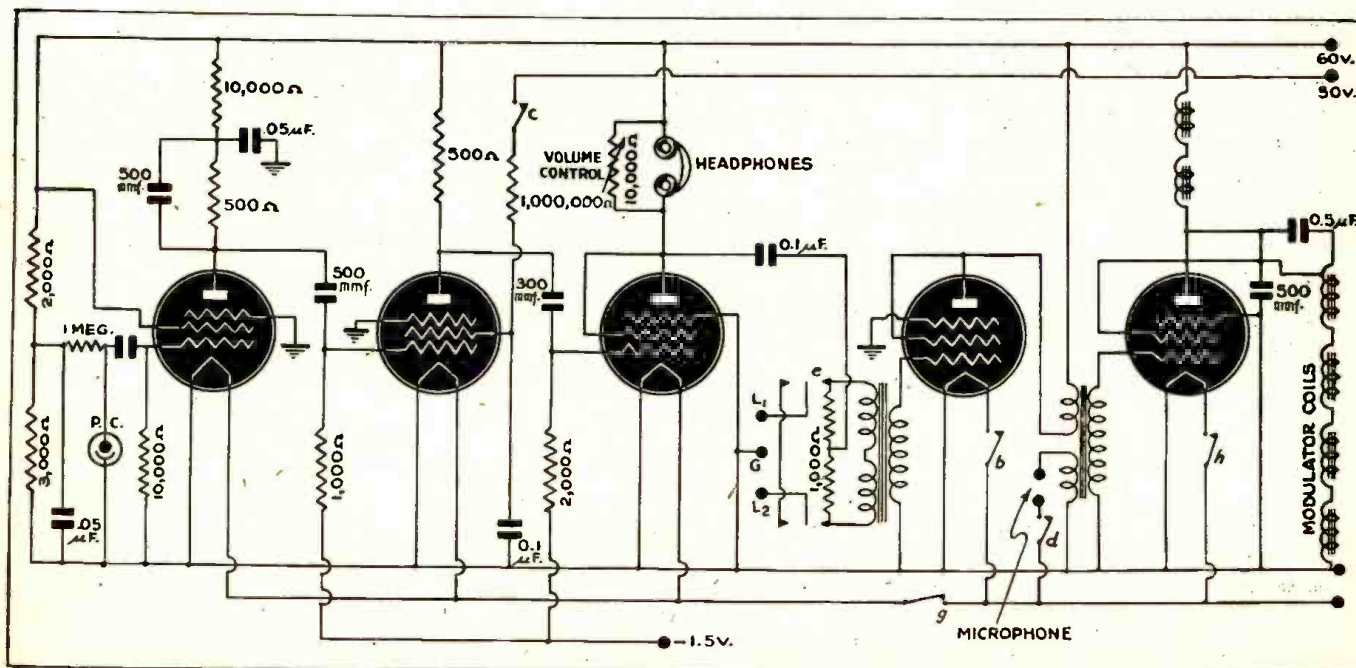 10,000Ω
.05µF.
500
mmf.
500Ω
2,000Ω
1 MEG.
P.C.
3,000Ω
.05
µF.
10,000Ω
500
mmf.
1,000Ω
500Ω
c
1,000,000Ω
300
mmf.
0.1
µF.
2,000Ω
VOLUME
CONTROL
10,000Ω
HEADPHONES
0.1µF.
L1
G
L2
e
1,000Ω
b
d
g
MICROPHONE
h
0.5µF.
500
mmf.
MODULATOR COILS
60V.
50V.
-1.5V.